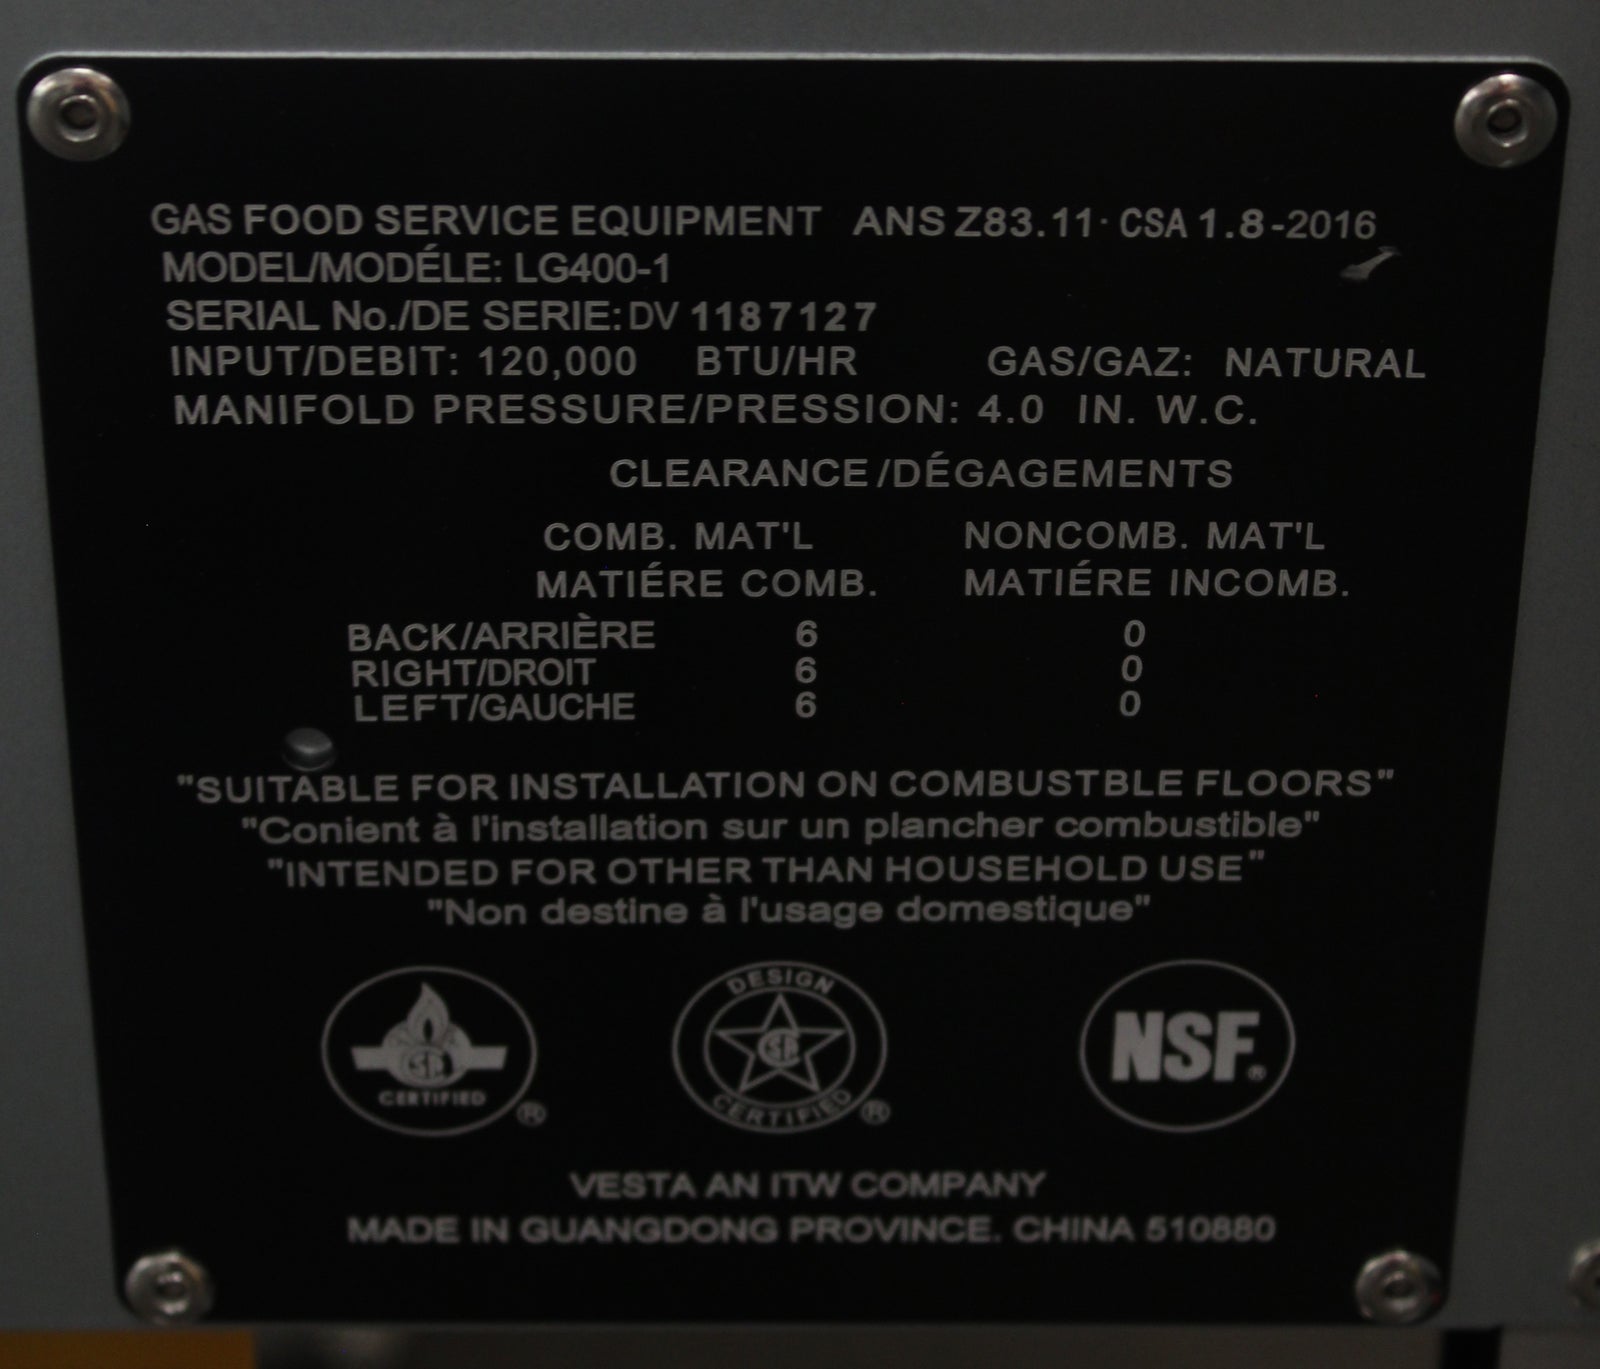 GAS FOOD SERVICE EQUIPMENT ANS Z83.11· CSA 1.8-2016
MODEL/MODÉLE: LG400-1
SERIAL No./DE SERIE: DV 1187127
INPUT/DEBIT: 120,000 BTU/HR GAS/GAZ: NATURAL
MANIFOLD PRESSURE/PRESSION: 4.0 IN. W.C.
CLEARANCE/DÉGAGEMENTS
COMB. MAT'L NONCOMB. MAT'L
MATIÉRE COMB. MATIÉRE INCOMB.
BACK/ARRIÈRE 6 0
RIGHT/DROIT 6 0
LEFT/GAUCHE 6 0
"SUITABLE FOR INSTALLATION ON COMBUSTBLE FLOORS"
"Conient à l'installation sur un plancher combustible"
"INTENDED FOR OTHER THAN HOUSEHOLD USE"
"Non destine à l'usage domestique"
SA CERTIFIED ®
DESIGN SA CERTIFIED ®
NSF®
VESTA AN ITW COMPANY
MADE IN GUANGDONG PROVINCE. CHINA 510880